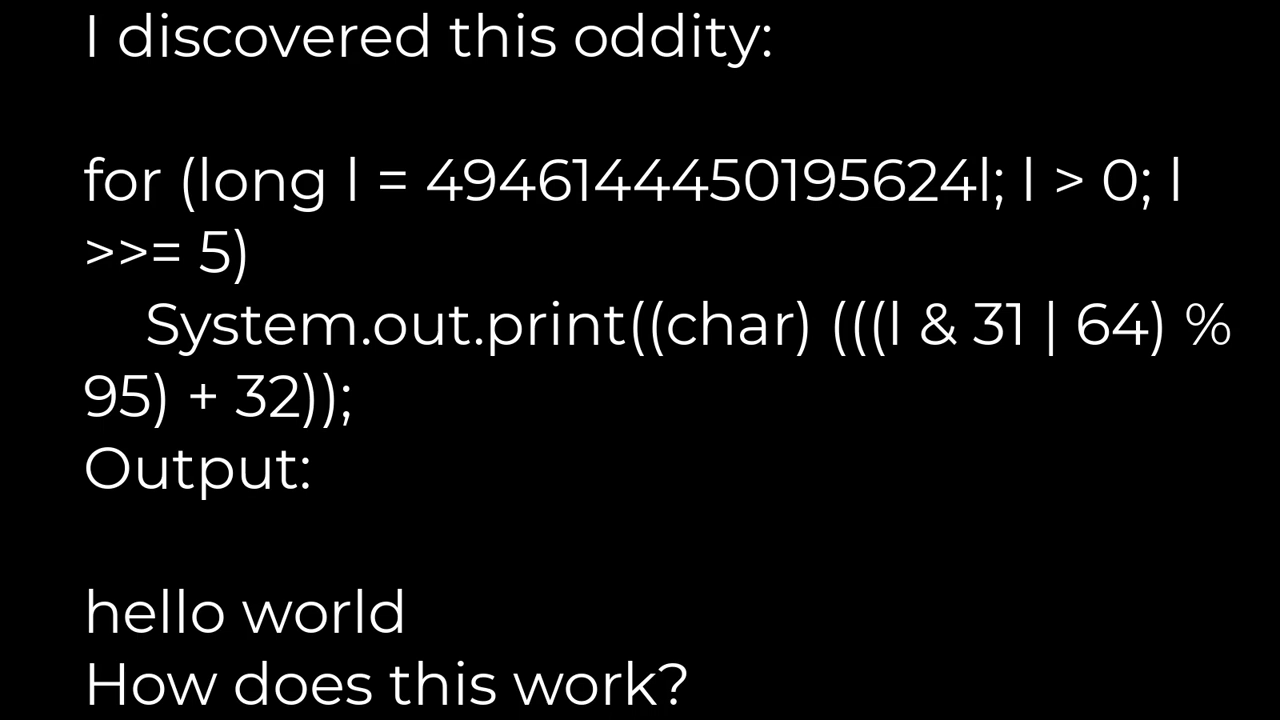 I discovered this oddity:
for (long l = 4946144450195624l; l > 0; l
>>= 5)
System.out.print((char) (((l & 31 | 64) %
95) + 32));
Output:
hello world
How does this work?